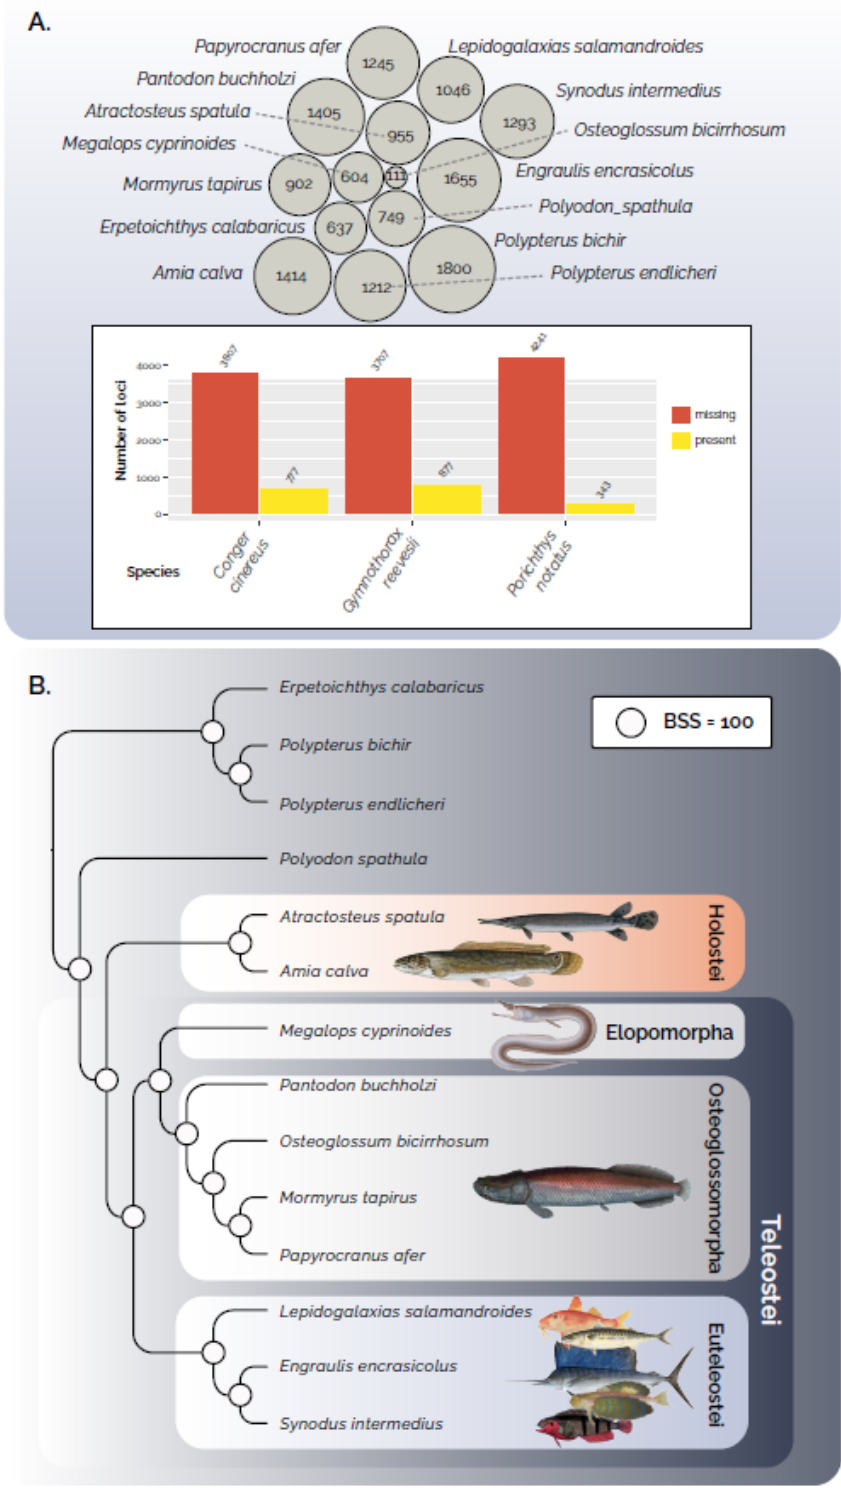 A.
Papyrocranus afer
1245
Lepidogalaxias salamandroides
Pantodon buchholzi
1046
Synodus intermedius
Atractosteus spatula
1405
1293
955
Osteoglossum bicirrhosum
Megalops cyprinoides
Engraulis encrasicolus
Mormyrus tapirus
902
604
111
1655
Polyodon_spathula
Erpetoichthys calabaricus
637
749
Polypterus bichir
Amia calva
1414
1212
1800
Polypterus endlicheri
Number of loci
4000
3000
2000
1000
0
3807
777
3707
877
4241
343
missing
present
Species
Conger
cinereus
Gymnothorax
reevesii
Porichthys
notatus
B.
Erpetoichthys calabaricus
BSS = 100
Polypterus bichir
Polypterus endlicheri
Polyodon spathula
Atractosteus spatula
Amia calva
Holostei
Megalops cyprinoides
Elopomorpha
Pantodon buchholzi
Osteoglossum bicirrhosum
Mormyrus tapirus
Papyrocranus afer
Osteoglossomorpha
Teleostei
Lepidogalaxias salamandroides
Engraulis encrasicolus
Synodus intermedius
Euteleostei